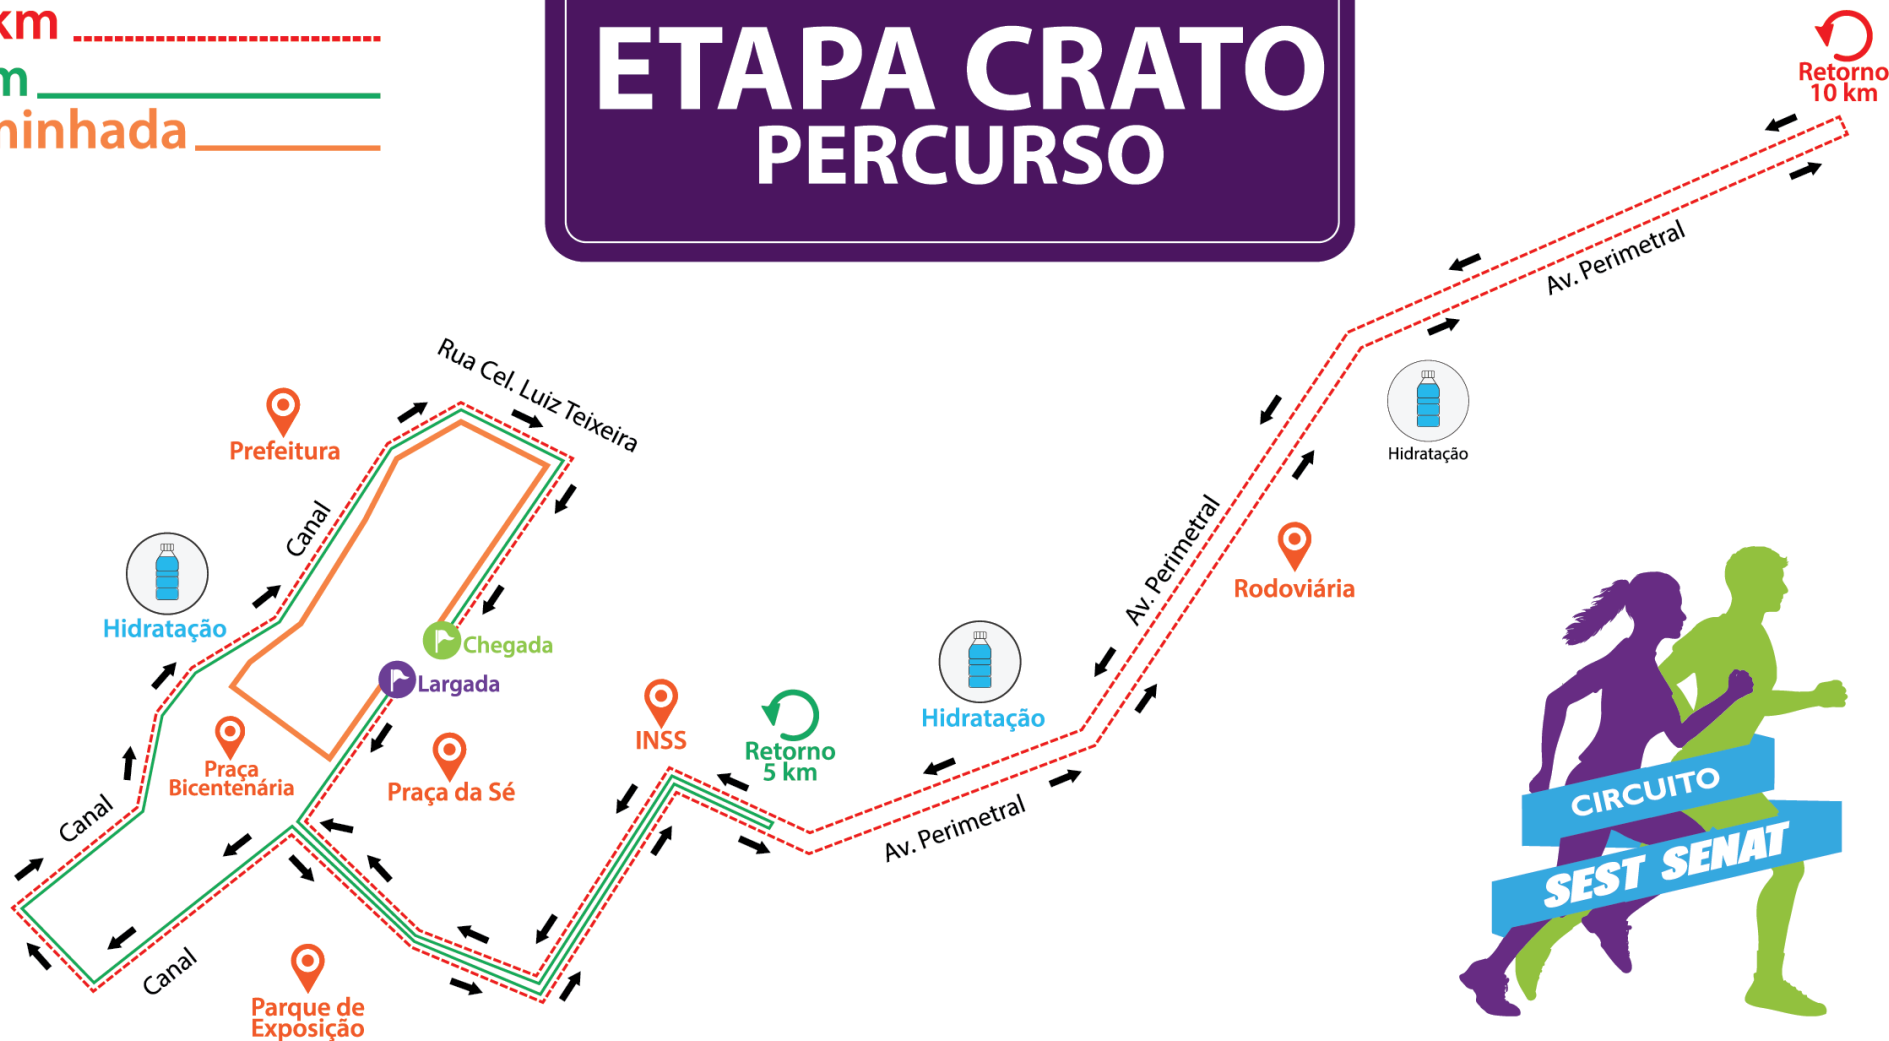 km
m
minhada
ETAPA CRATO
PERCURSO
Retorno
10 km
Av. Perimetral
Rua Cel. Luiz Teixeira
Prefeitura
Canal
Hidratação
Hidratação
Av. Perimetral
Rodoviária
Chegada
Largada
Hidratação
INSS
Retorno
5 km
Praça
Bicentenária
Praça da Sé
Canal
Av. Perimetral
Canal
Parque de
Exposição
CIRCUITO
SEST SENAT